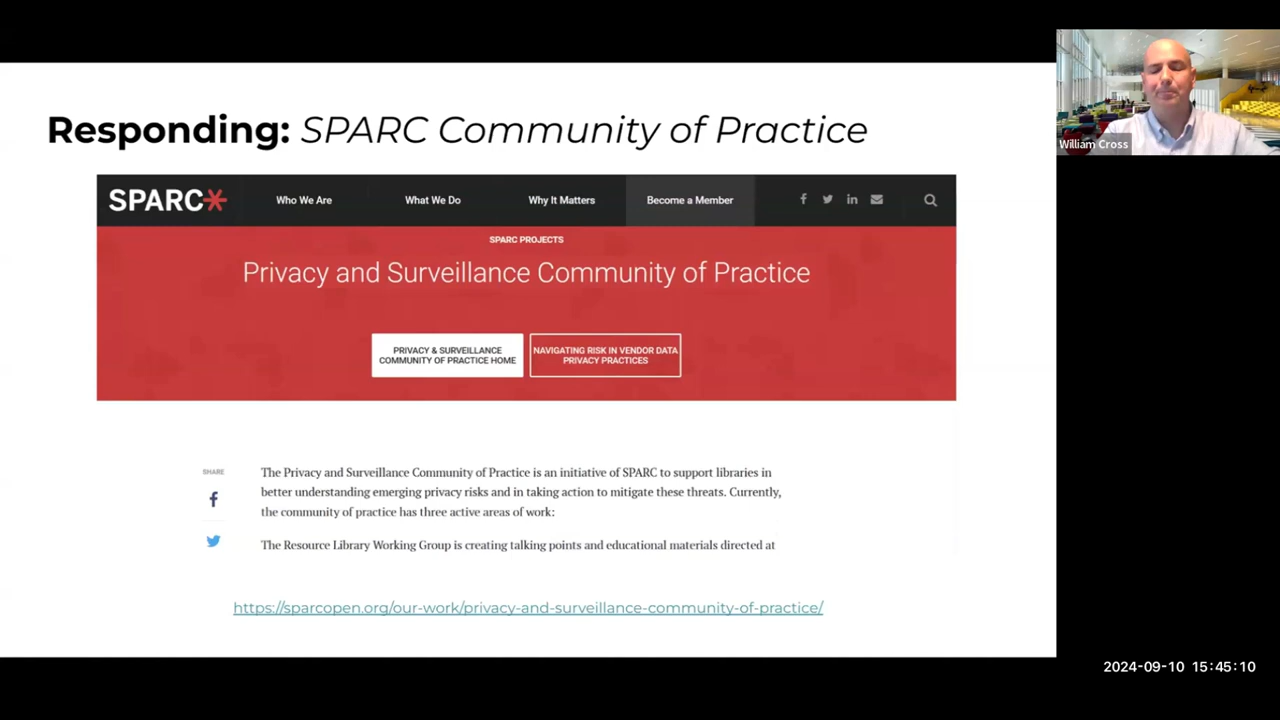 Responding: SPARC Community of Practice
William Cross
SPARC
Who We Are
What We Do
Why It Matters
Become a Member
SPARC PROJECTS
Privacy and Surveillance Community of Practice
PRIVACY & SURVEILLANCE
COMMUNITY OF PRACTICE HOME
NAVIGATING RISK IN VENDOR DATA
PRIVACY PRACTICES
SHARE
The Privacy and Surveillance Community of Practice is an initiative of SPARC to support libraries in
better understanding emerging privacy risks and in taking action to mitigate these threats. Currently,
the community of practice has three active areas of work:
The Resource Library Working Group is creating talking points and educational materials directed at
https://sparcopen.org/our-work/privacy-and-surveillance-community-of-practice/
2024-09-10 15:45:10